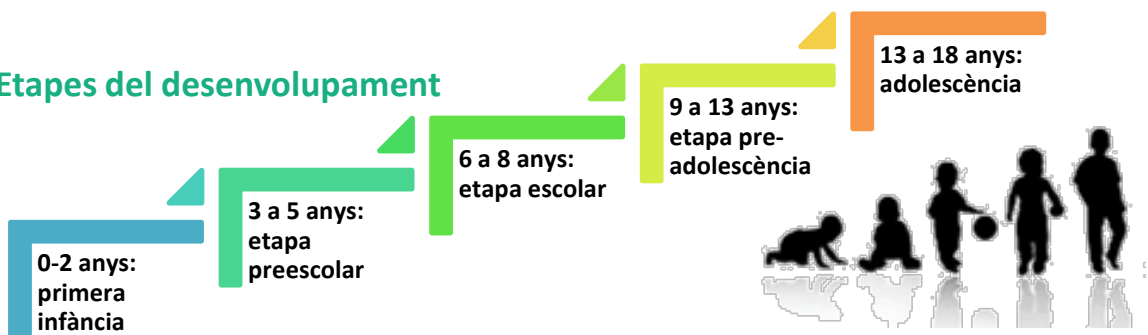 Etapes del desenvolupament
0-2 anys:
primera
infància
3 a 5 anys:
etapa
preescolar
6 a 8 anys:
etapa escolar
9 a 13 anys:
etapa pre-
adolescència
13 a 18 anys:
adolescència